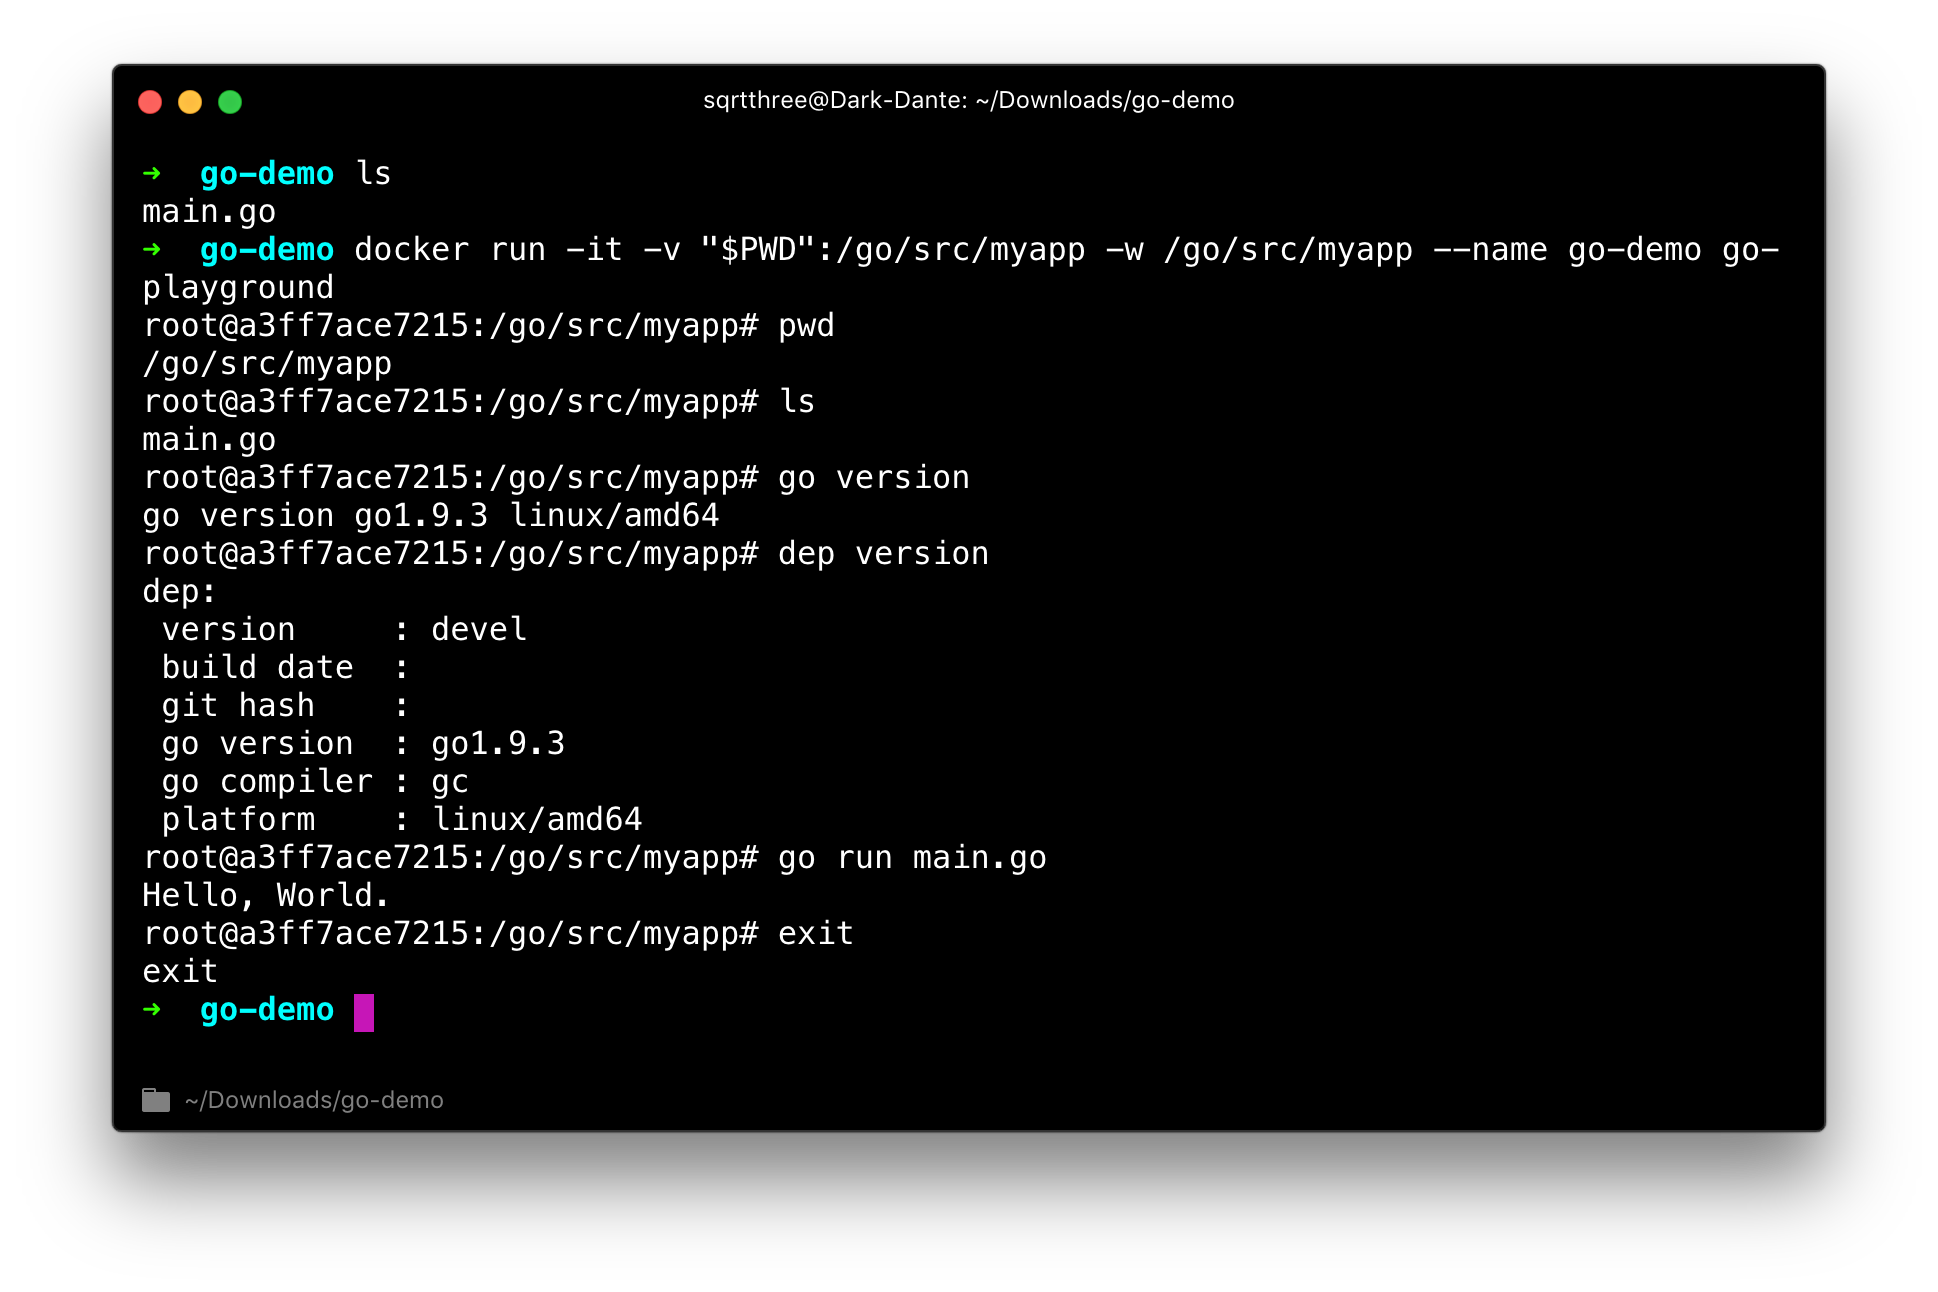 sqrtthree@Dark-Dante: ~/Downloads/go-demo
➜  go-demo ls
main.go
➜  go-demo docker run -it -v "$PWD":/go/src/myapp -w /go/src/myapp --name go-demo go-
playground
root@a3ff7ace7215:/go/src/myapp# pwd
/go/src/myapp
root@a3ff7ace7215:/go/src/myapp# ls
main.go
root@a3ff7ace7215:/go/src/myapp# go version
go version go1.9.3 linux/amd64
root@a3ff7ace7215:/go/src/myapp# dep version
dep:
 version     : devel
 build date  :
 git hash    :
 go version  : go1.9.3
 go compiler : gc
 platform    : linux/amd64
root@a3ff7ace7215:/go/src/myapp# go run main.go
Hello, World.
root@a3ff7ace7215:/go/src/myapp# exit
exit
➜  go-demo
~/Downloads/go-demo